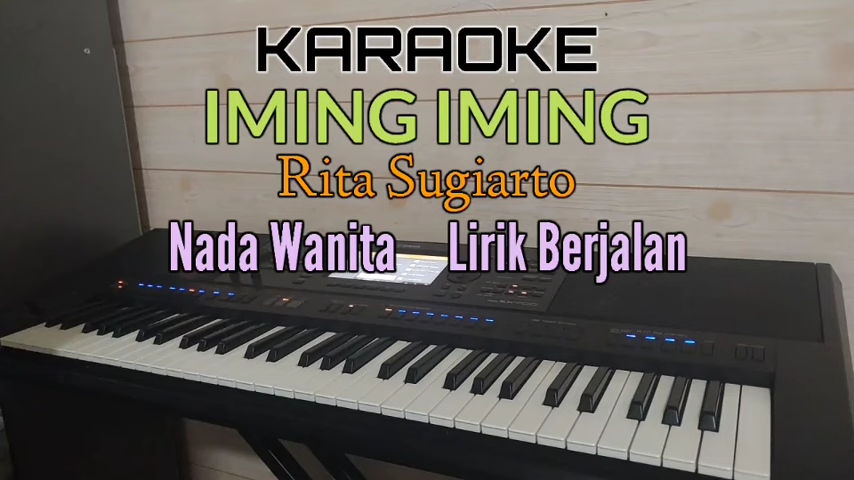 KARAOKE
IMING IMING
Rita Sugiarto
Nada Wanita Lirik Berjalan